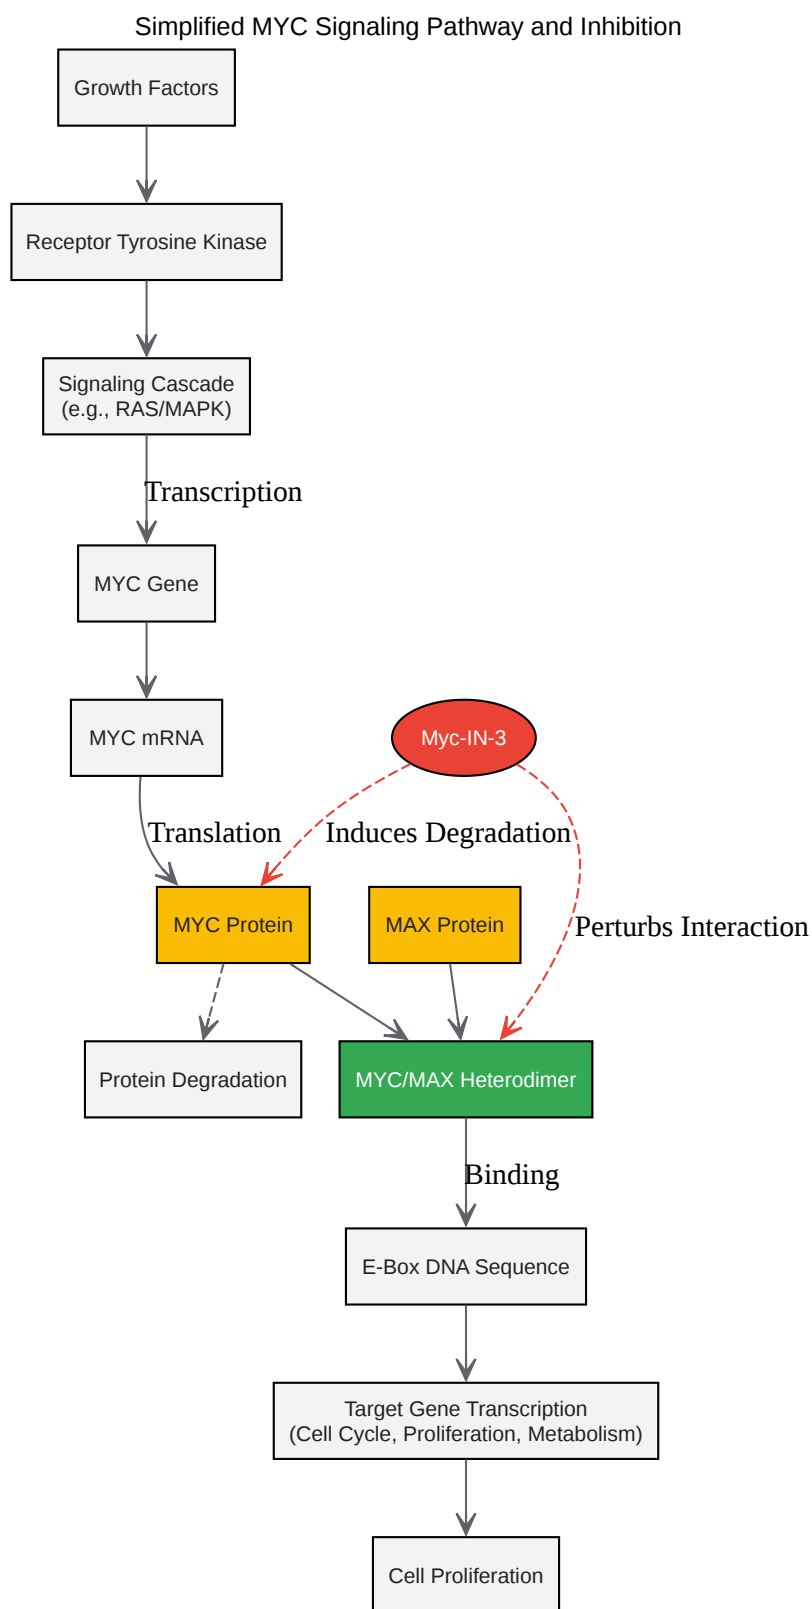 Simplified MYC Signaling Pathway and Inhibition
Growth Factors
Receptor Tyrosine Kinase
Signaling Cascade
(e.g., RAS/MAPK)
Transcription
MYC Gene
MYC mRNA
Myc-IN-3
Translation
Induces Degradation
MYC Protein
MAX Protein
Perturbs Interaction
Protein Degradation
MYC/MAX Heterodimer
Binding
E-Box DNA Sequence
Target Gene Transcription
(Cell Cycle, Proliferation, Metabolism)
Cell Proliferation